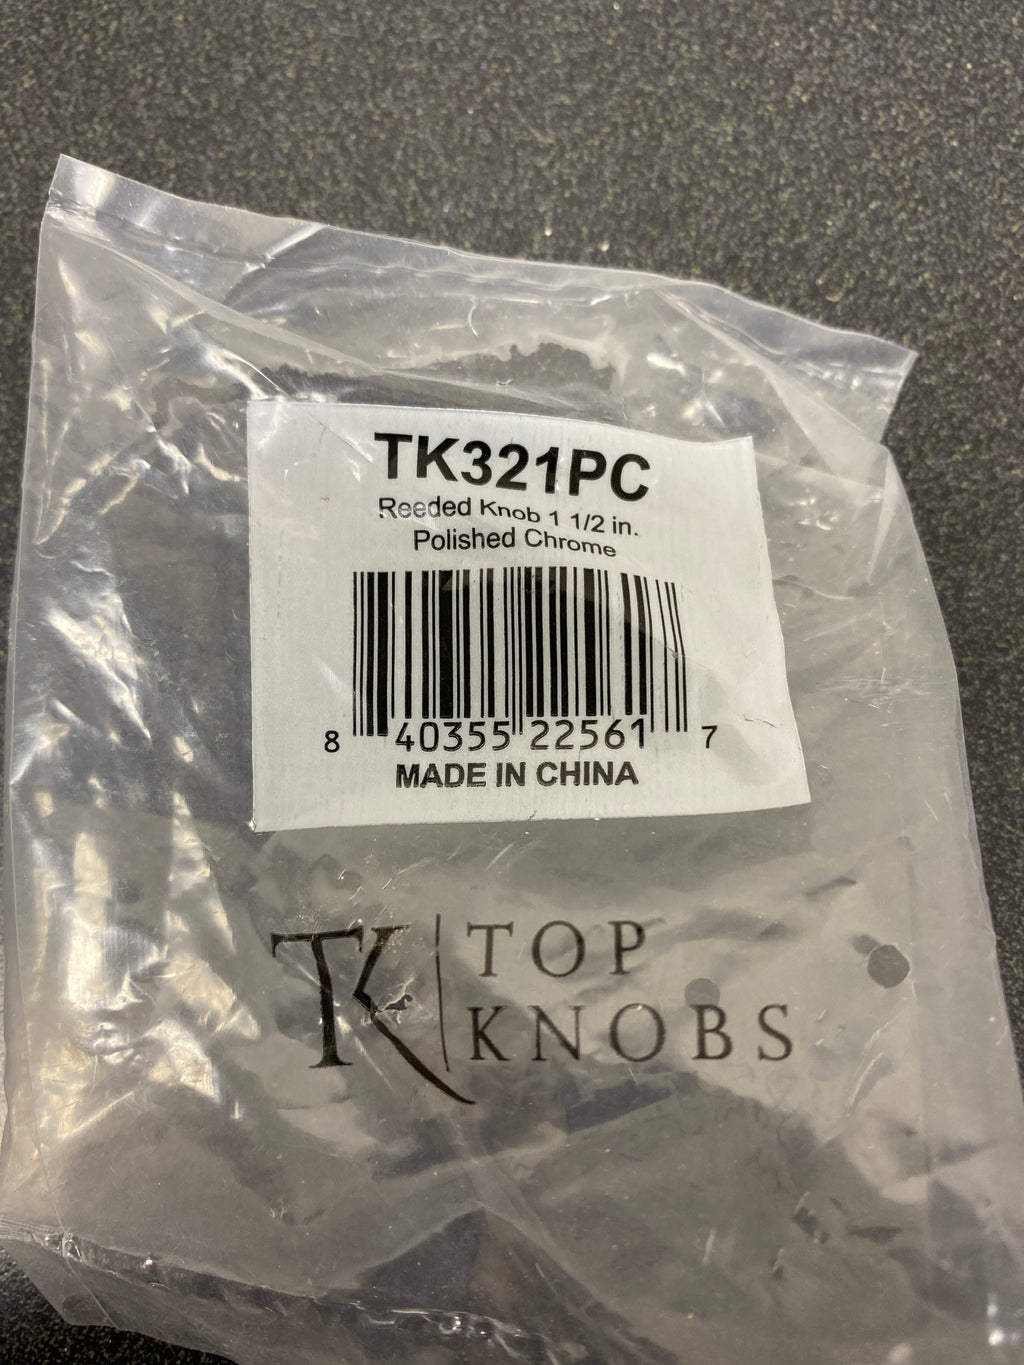 TK321PC
Reeded Knob 1 1/2 in.
Polished Chrome
8 40355 22561 7
MADE IN CHINA
TK TOP
KNOBS